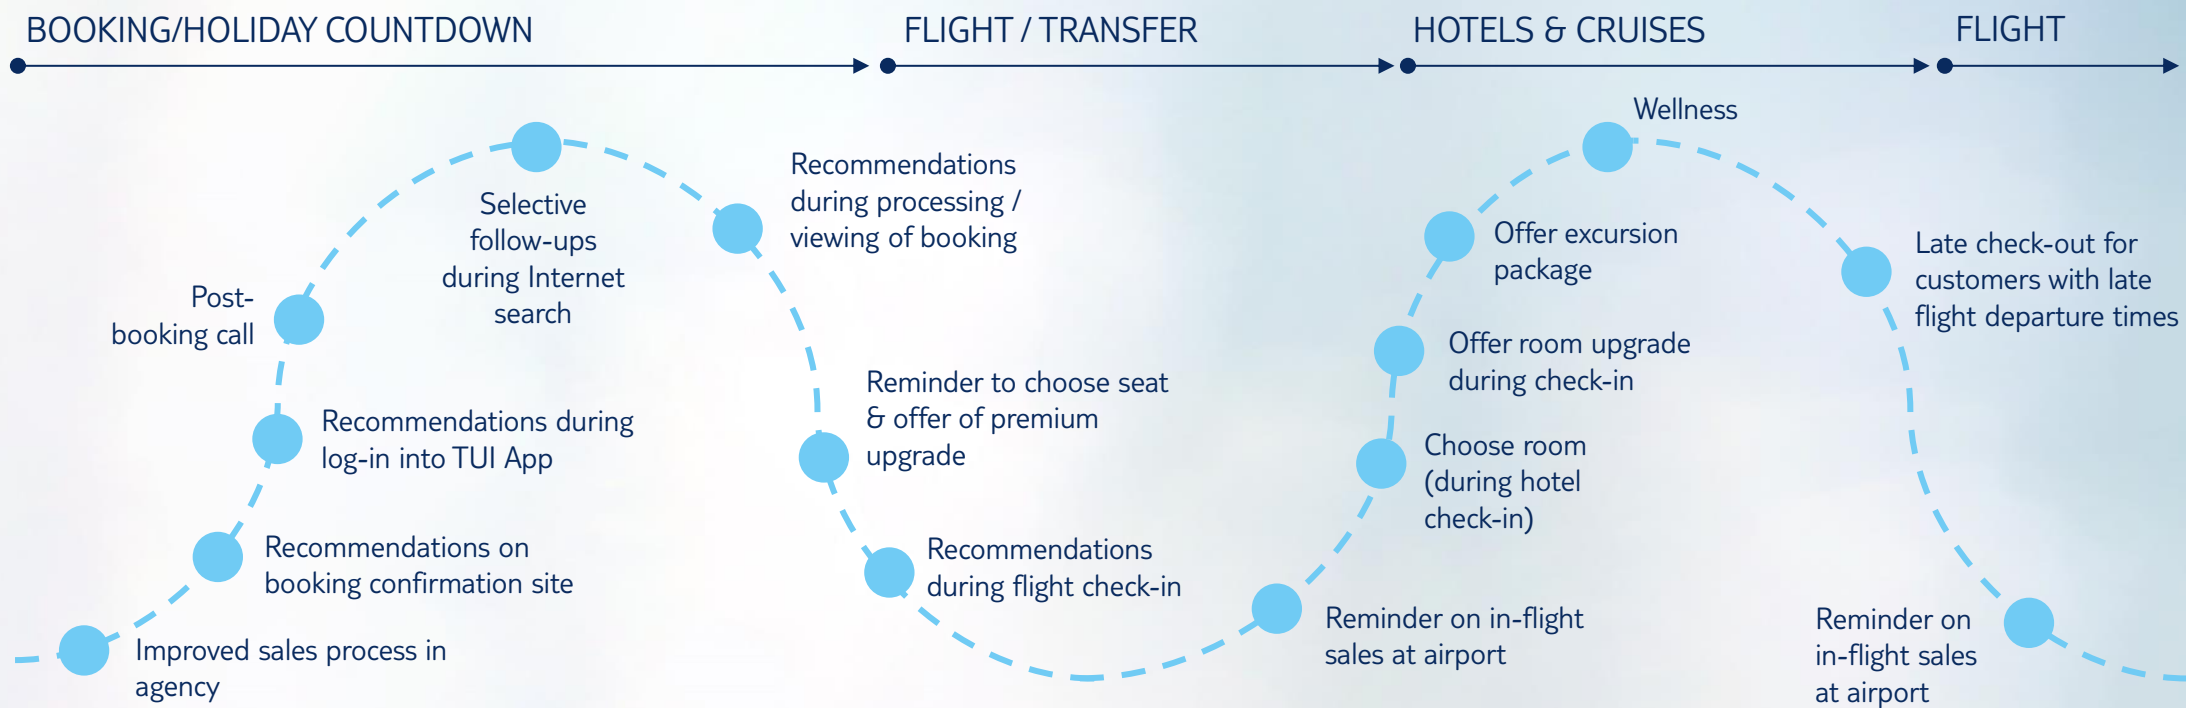 BOOKING/HOLIDAY COUNTDOWN
FLIGHT / TRANSFER
HOTELS & CRUISES
FLIGHT
Improved sales process in
agency
Recommendations on
booking confirmation site
Recommendations during
log-in into TUI App
Post-
booking call
Selective
follow-ups
during Internet
search
Recommendations
during processing /
viewing of booking
Reminder to choose seat
& offer of premium
upgrade
Recommendations
during flight check-in
Reminder on in-flight
sales at airport
Choose room
(during hotel
check-in)
Offer room upgrade
during check-in
Offer excursion
package
Wellness
Late check-out for
customers with late
flight departure times
Reminder on
in-flight sales
at airport